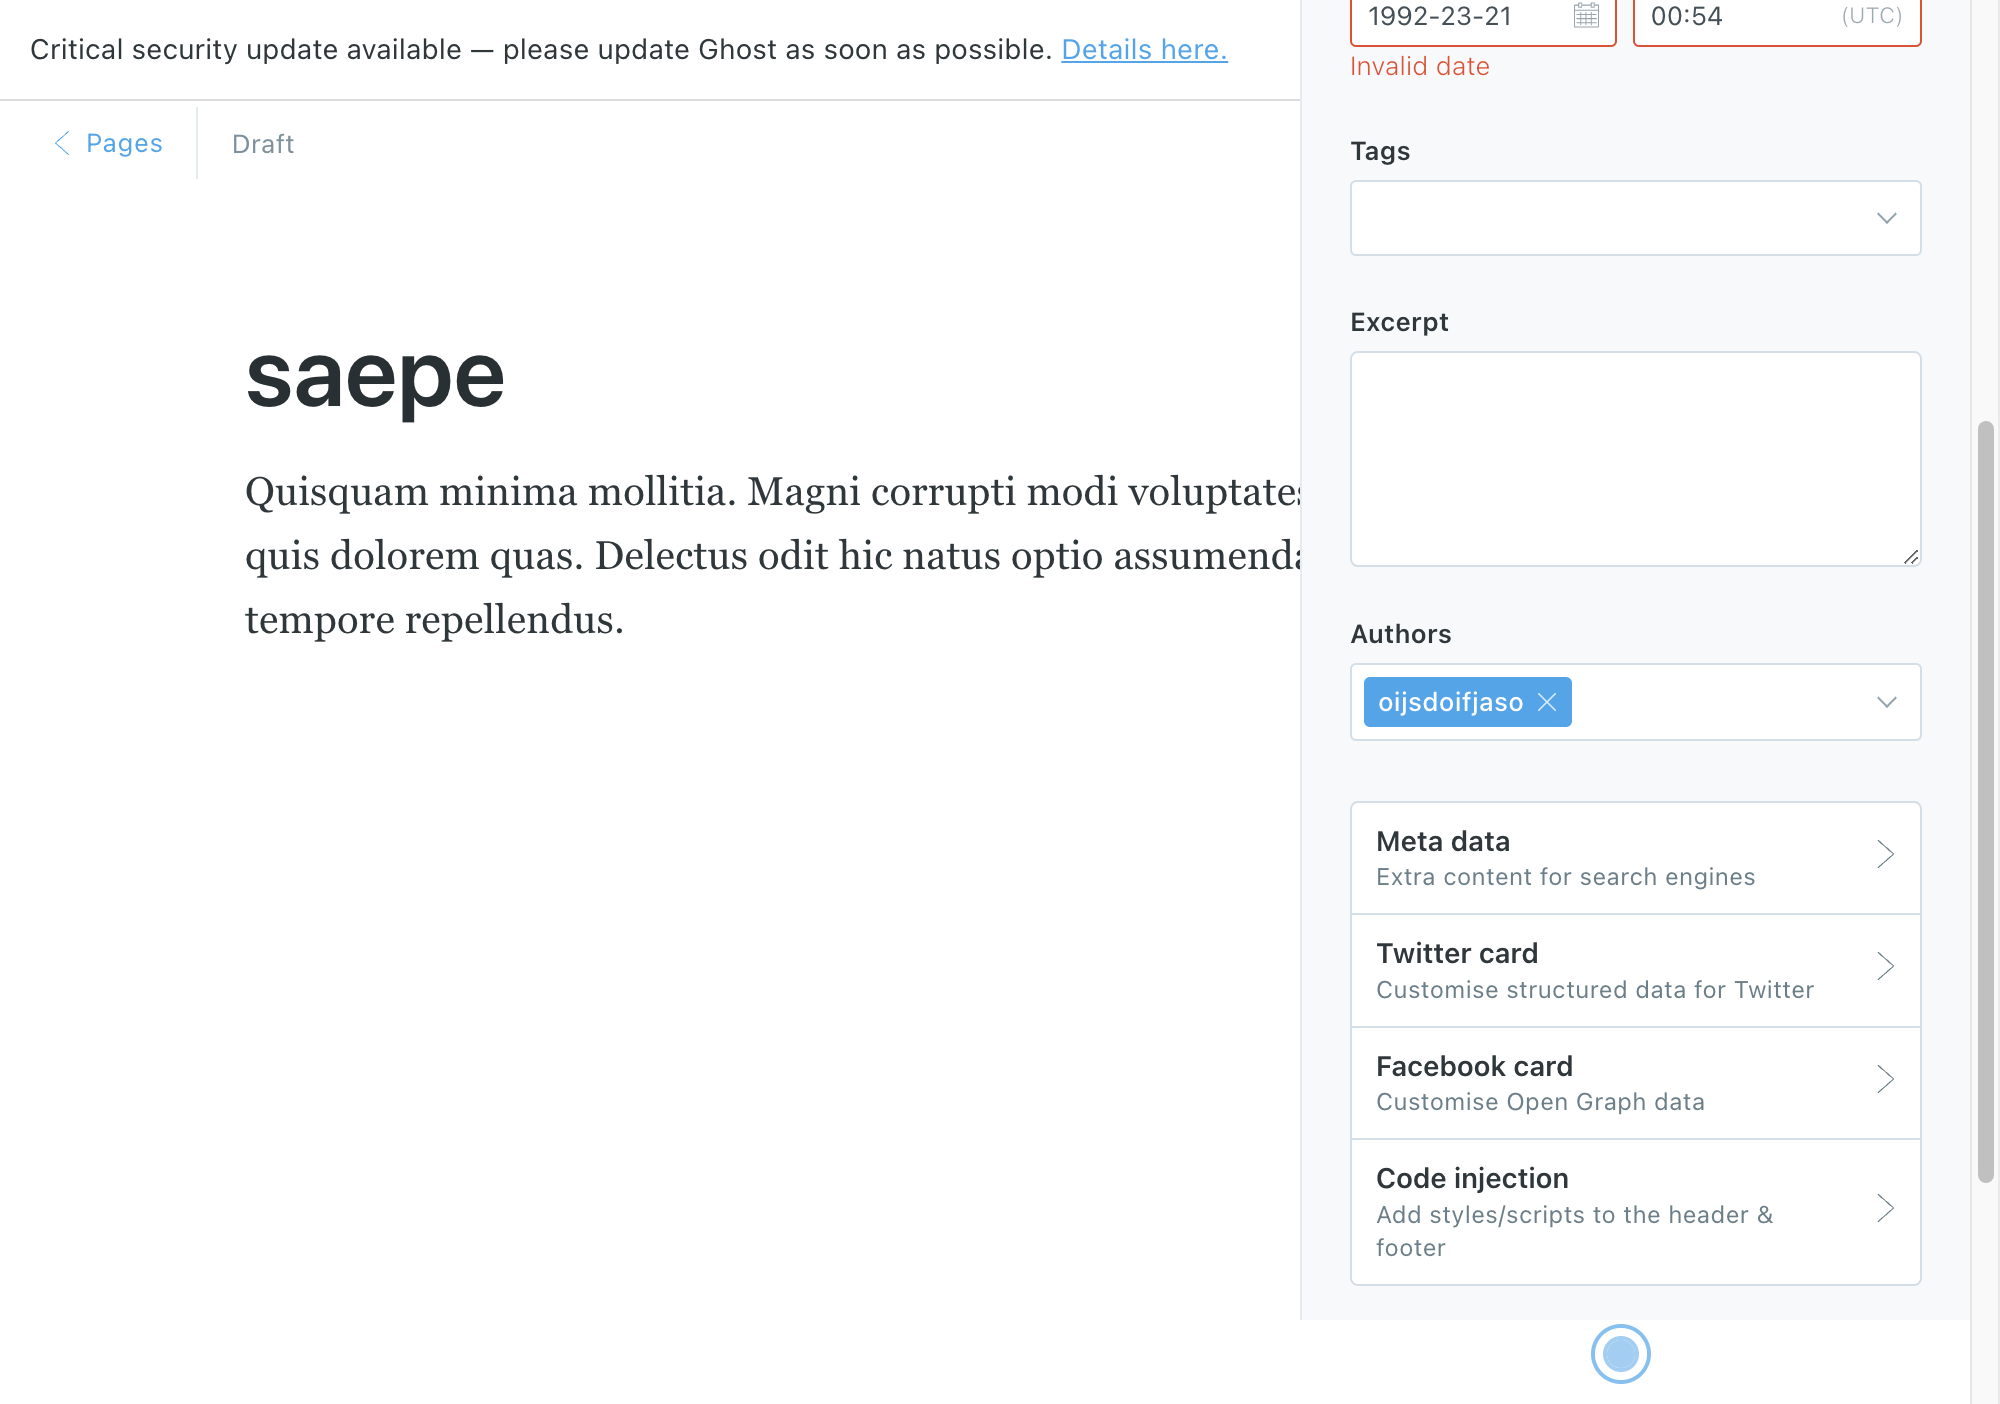 Critical security update available — please update Ghost as soon as possible. Details here.
Pages
Draft
saepe
Quisquam minima mollitia. Magni corrupti modi voluptates
quis dolorem quas. Delectus odit hic natus optio assumenda
tempore repellendus.
1992-23-21
00:54 (UTC)
Invalid date
Tags
Excerpt
Authors
oijsdoifjaso
Meta data
Extra content for search engines
Twitter card
Customise structured data for Twitter
Facebook card
Customise Open Graph data
Code injection
Add styles/scripts to the header &
footer